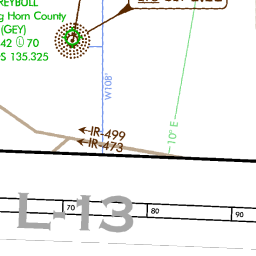 REYBULL
g Horn County
(GEY)
42 Ⓛ 70
S 135.325
W108°
10° E
IR-499
IR-473
L-13
70
80
90